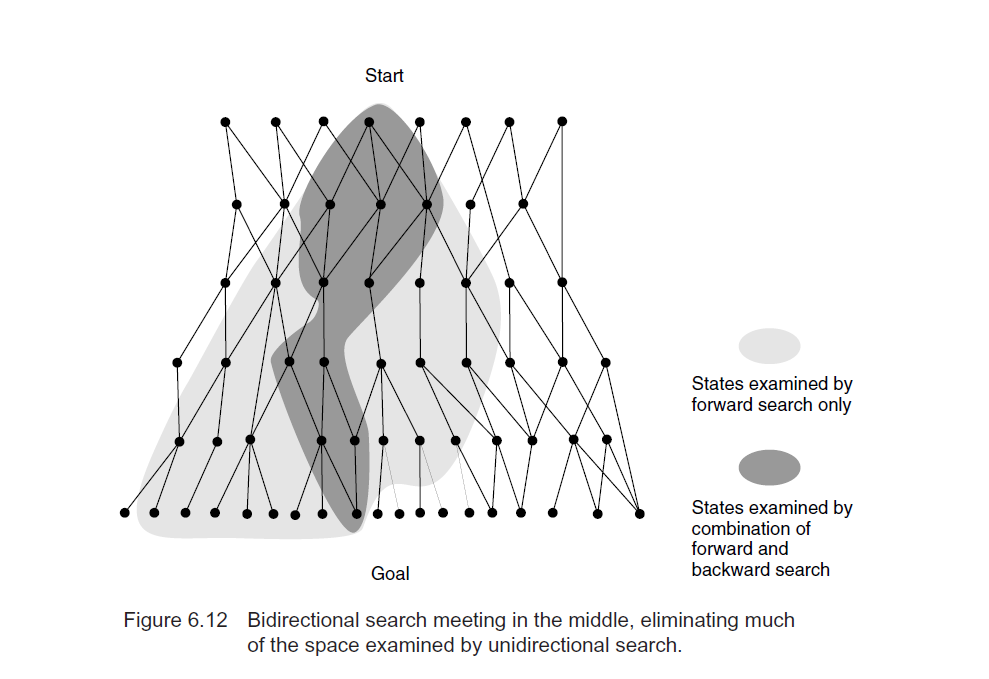 Start
States examined by
forward search only
States examined by
combination of
forward and
backward search
Goal
Figure 6.12 Bidirectional search meeting in the middle, eliminating much
of the space examined by unidirectional search.